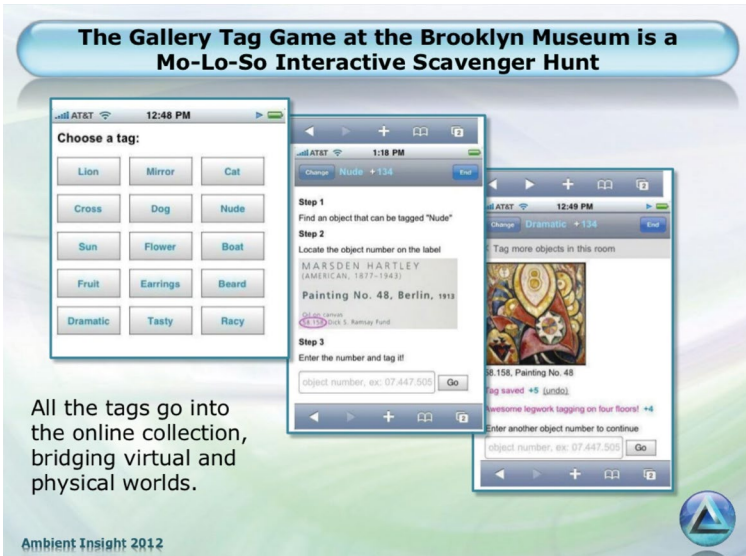 The Gallery Tag Game at the Brooklyn Museum is a
Mo-Lo-So Interactive Scavenger Hunt
AT&T 12:48 PM
Choose a tag:
Lion Mirror Cat
Cross Dog Nude
Sun Flower Boat
Fruit Earrings Beard
Dramatic Tasty Racy
2
AT&T 1:18 PM
Change Nude +134 End
Step 1
Find an object that can be tagged "Nude"
Step 2
Locate the object number on the label
MARSDEN HARTLEY
(AMERICAN, 1877–1943)
Painting No. 48, Berlin, 1913
Oil on canvas
58.158, Dick S. Ramsay Fund
Step 3
Enter the number and tag it!
object number, ex: 07.447.505 Go
2
2
AT&T 12:49 PM
Change Dramatic +134 End
Tag more objects in this room
58.158, Painting No. 48
Tag saved +5 (undo)
Awesome legwork tagging on four floors! +4
Enter another object number to continue
object number, ex: 07.447.505 Go
2
All the tags go into
the online collection,
bridging virtual and
physical worlds.
Ambient Insight 2012